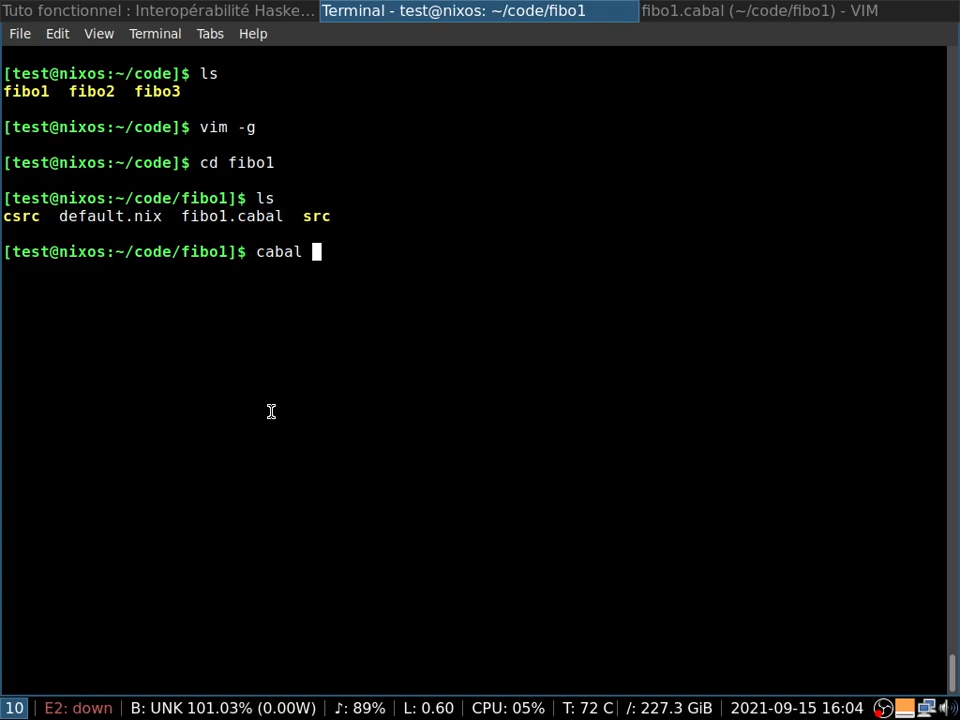 Tuto fonctionnel : Interopérabilité Haske... Terminal - test@nixos: ~/code/fibo1 fibo1.cabal (~/code/fibo1) - VIM
File Edit View Terminal Tabs Help
[test@nixos:~/code]$ ls
fibo1 fibo2 fibo3
[test@nixos:~/code]$ vim -g
[test@nixos:~/code]$ cd fibo1
[test@nixos:~/code/fibo1]$ ls
csrc default.nix fibo1.cabal src
[test@nixos:~/code/fibo1]$ cabal
10 | E2: down | B: UNK 101.03% (0.00W) | ♪: 89% | L: 0.60 | CPU: 05% | T: 72 C | /: 227.3 GiB | 2021-09-15 16:04